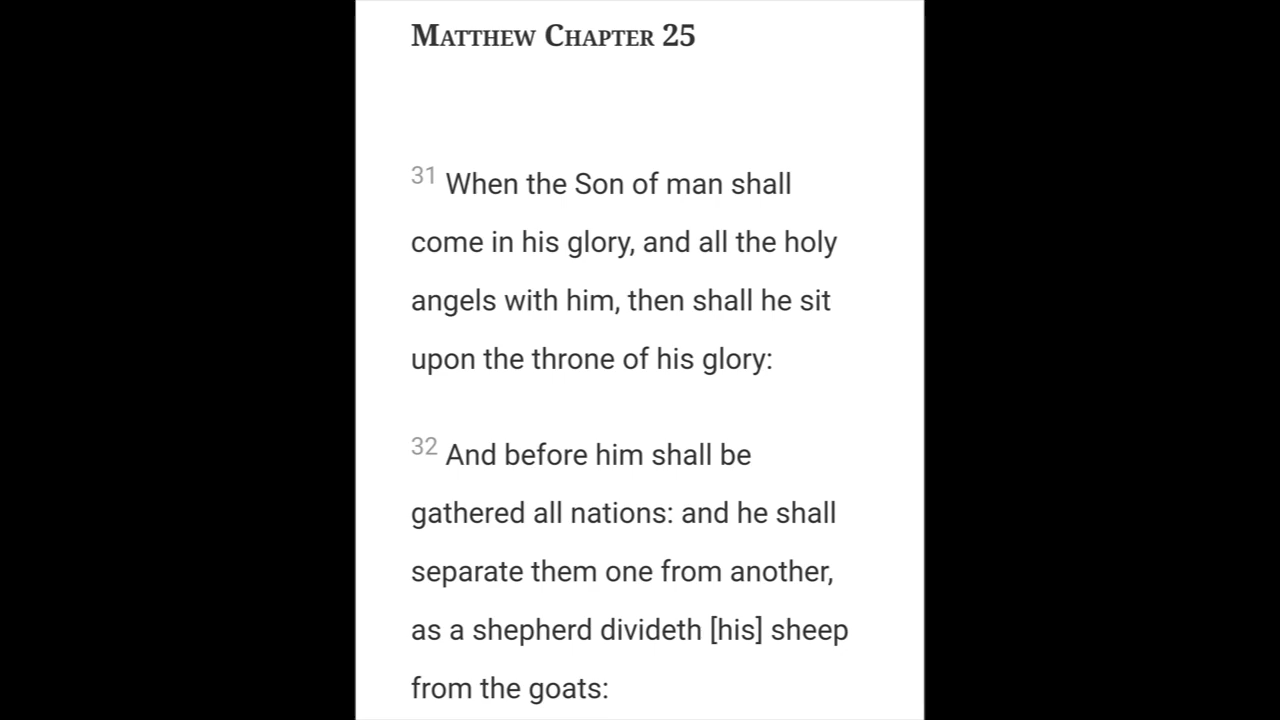 Matthew Chapter 25
31 When the Son of man shall
come in his glory, and all the holy
angels with him, then shall he sit
upon the throne of his glory:
32 And before him shall be
gathered all nations: and he shall
separate them one from another,
as a shepherd divideth [his] sheep
from the goats: